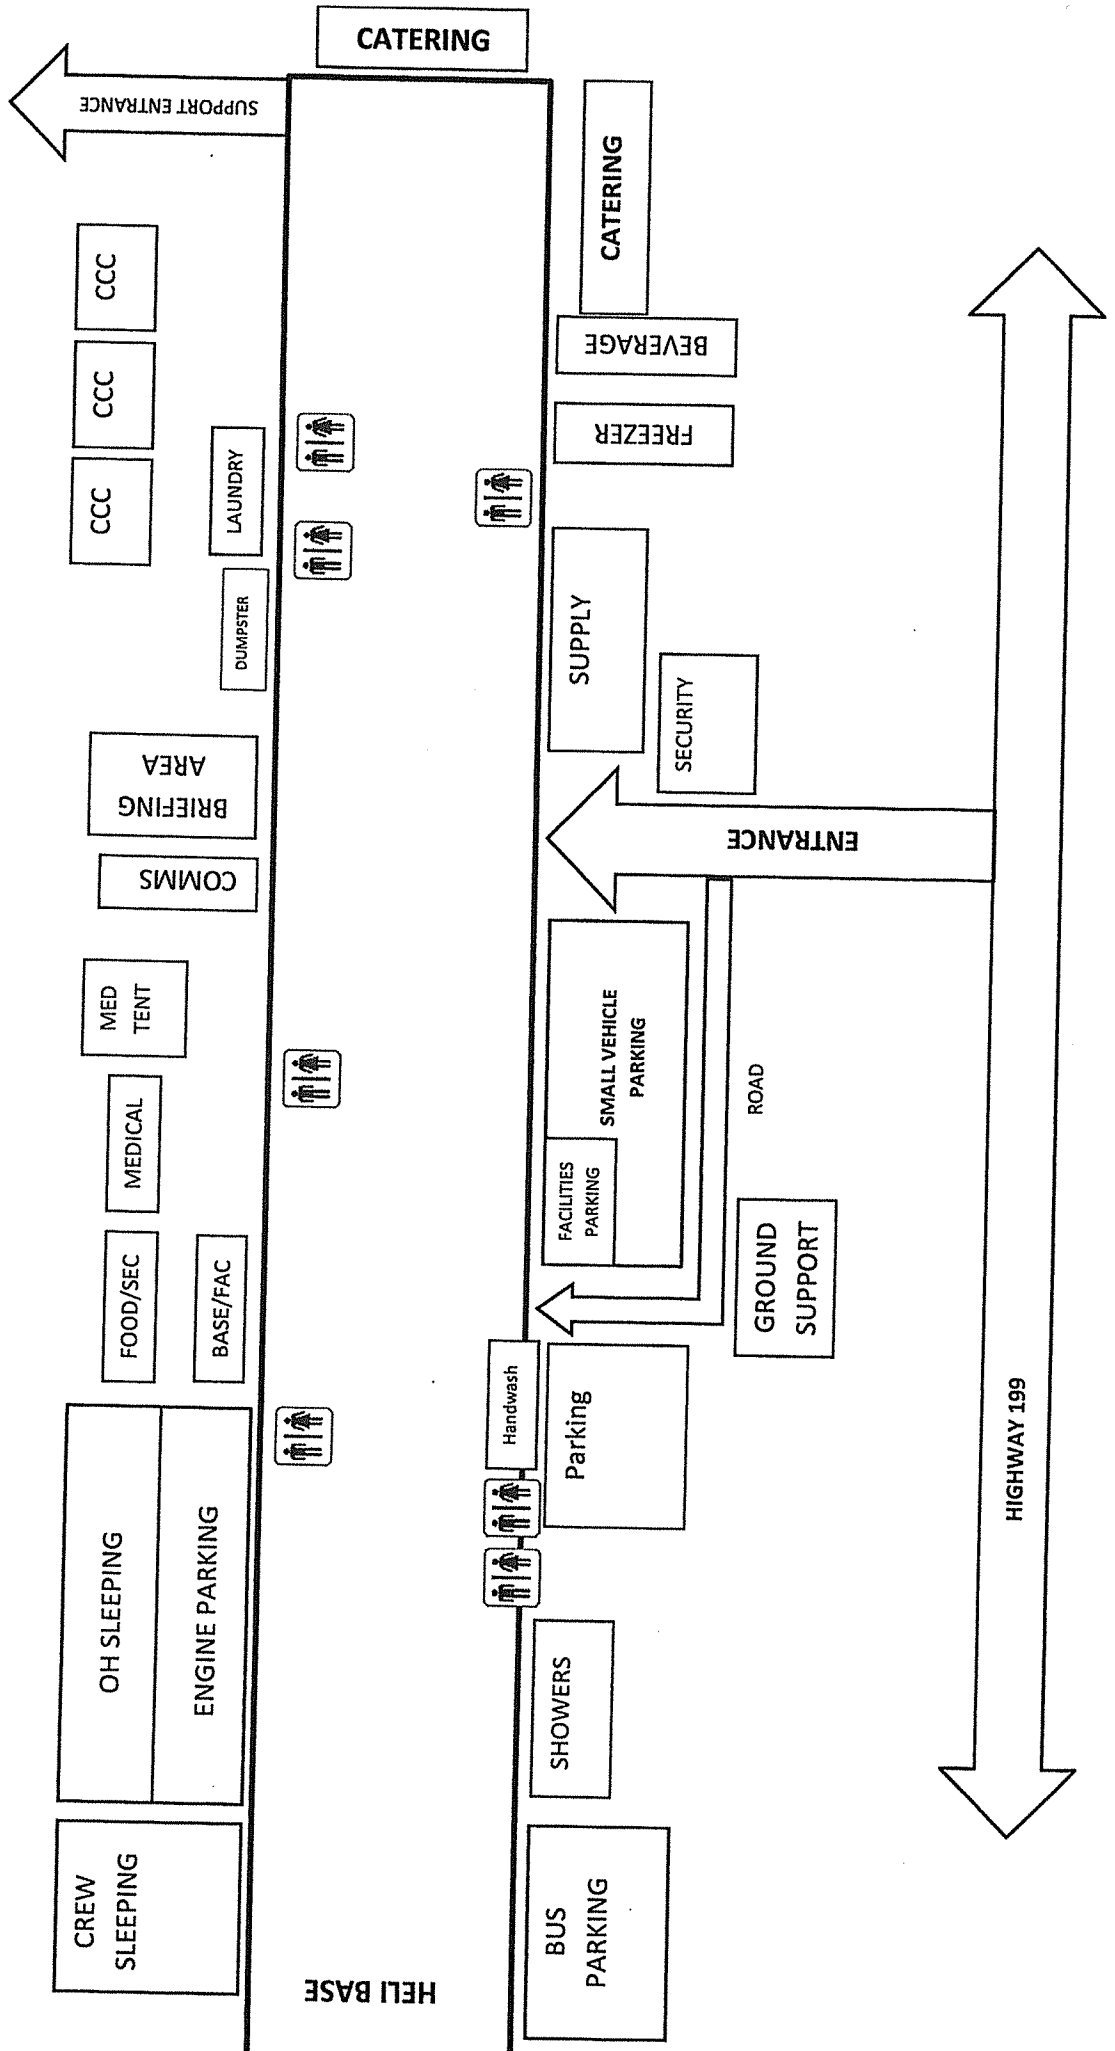 CATERING
SUPPORT ENTRANCE
CCC
CCC
CCC
LAUNDRY
DUMPSTER
BRIEFING
AREA
COMMS
MED
TENT
MEDICAL
FOOD/SEC
BASE/FAC
OH SLEEPING
ENGINE PARKING
CREW
SLEEPING
HELI BASE
CATERING
BEVERAGE
FREEZER
SUPPLY
SECURITY
ENTRANCE
SMALL VEHICLE
PARKING
FACILITIES
PARKING
ROAD
GROUND
SUPPORT
Handwash
Parking
SHOWERS
BUS
PARKING
HIGHWAY 199